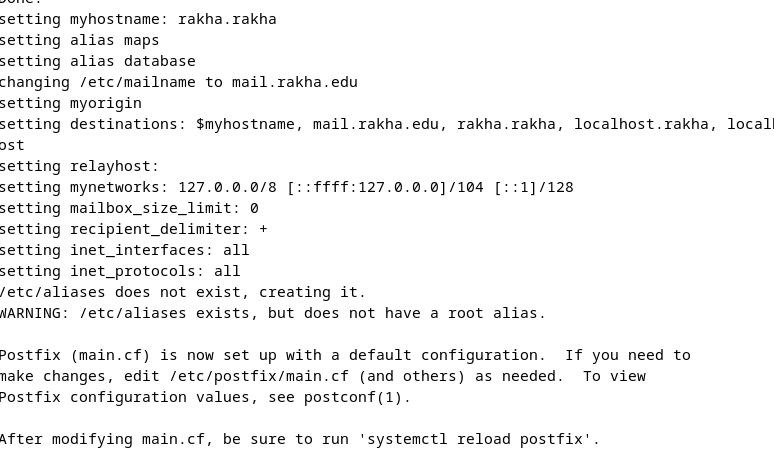 Done.
setting myhostname: rakha.rakha
setting alias maps
setting alias database
changing /etc/mailname to mail.rakha.edu
setting myorigin
setting destinations: $myhostname, mail.rakha.edu, rakha.rakha, localhost.rakha, localh
ost
setting relayhost:
setting mynetworks: 127.0.0.0/8 [::ffff:127.0.0.0]/104 [::1]/128
setting mailbox_size_limit: 0
setting recipient_delimiter: +
setting inet_interfaces: all
setting inet_protocols: all
/etc/aliases does not exist, creating it.
WARNING: /etc/aliases exists, but does not have a root alias.

Postfix (main.cf) is now set up with a default configuration.  If you need to
make changes, edit /etc/postfix/main.cf (and others) as needed.  To view
Postfix configuration values, see postconf(1).

After modifying main.cf, be sure to run 'systemctl reload postfix'.